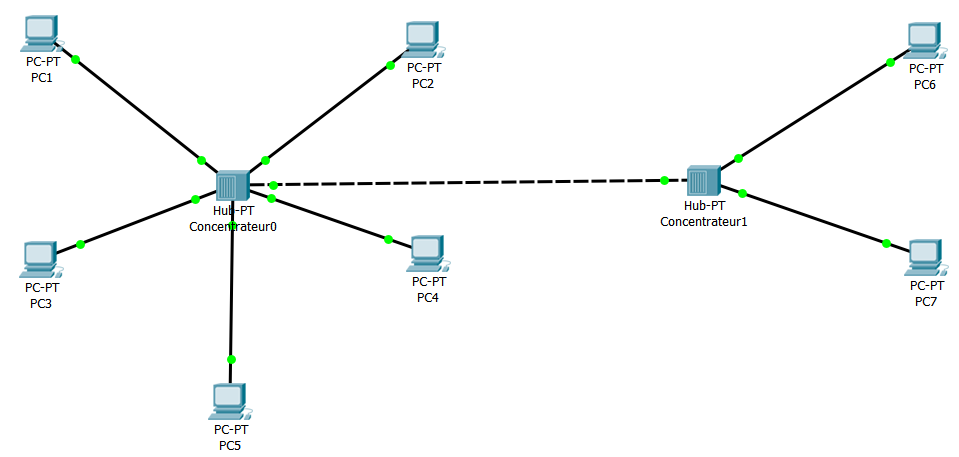 PC-PT
PC1
PC-PT
PC2
PC-PT
PC6
Hub-PT
Concentrateur0
Hub-PT
Concentrateur1
PC-PT
PC3
PC-PT
PC4
PC-PT
PC7
PC-PT
PC5